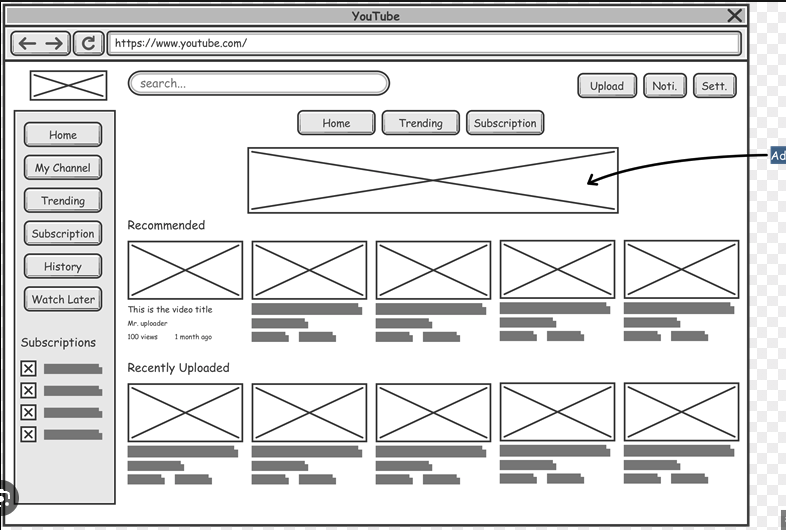 YouTube
https://www.youtube.com/
search...
Upload
Noti.
Sett.
Home
Trending
Subscription
Home
My Channel
Trending
Subscription
History
Watch Later
Subscriptions
Ad
Recommended
This is the video title
Mr. uploader
100 views 1 month ago
Recently Uploaded